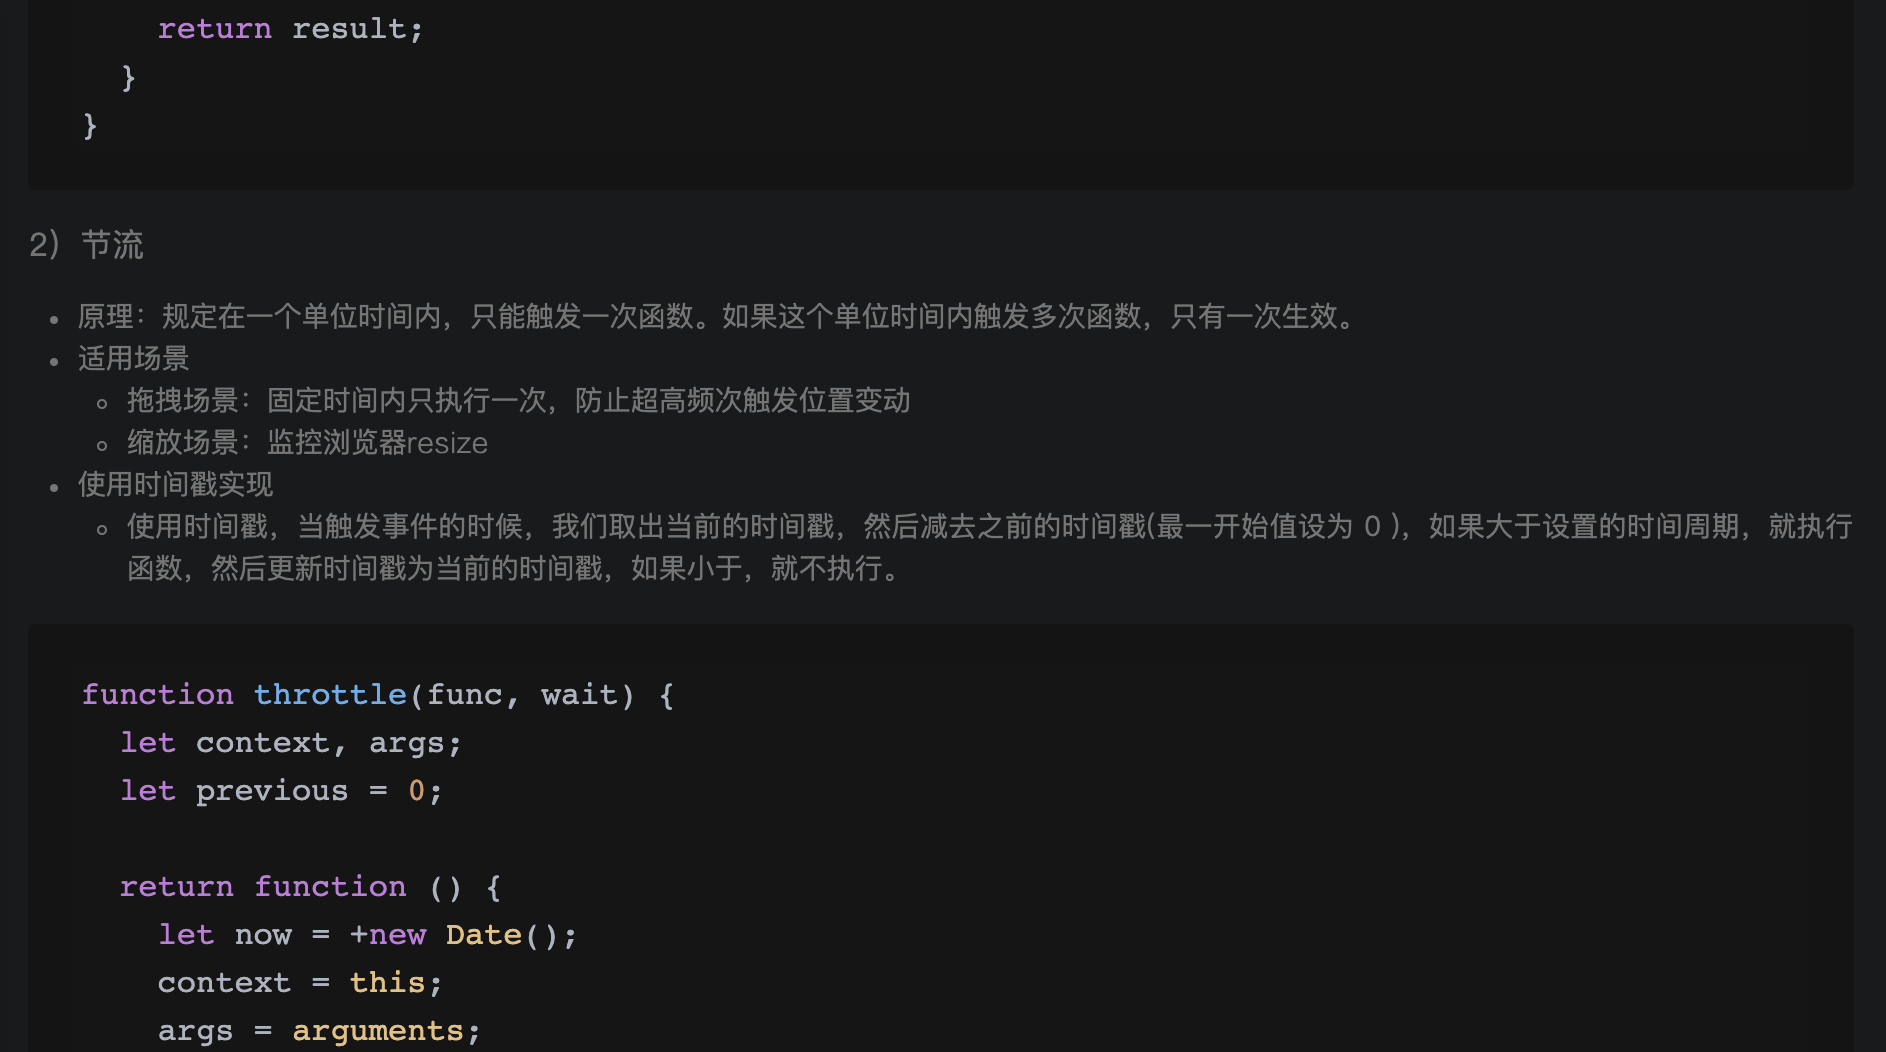 return result;
}
}
2）节流
• 原理：规定在一个单位时间内，只能触发一次函数。如果这个单位时间内触发多次函数，只有一次生效。
• 适用场景
◦ 拖拽场景：固定时间内只执行一次，防止超高频次触发位置变动
◦ 缩放场景：监控浏览器resize
• 使用时间戳实现
◦ 使用时间戳，当触发事件的时候，我们取出当前的时间戳，然后减去之前的时间戳(最一开始值设为 0 )，如果大于设置的时间周期，就执行
函数，然后更新时间戳为当前的时间戳，如果小于，就不执行。
function throttle(func, wait) {
let context, args;
let previous = 0;
return function () {
let now = +new Date();
context = this;
args = arguments;